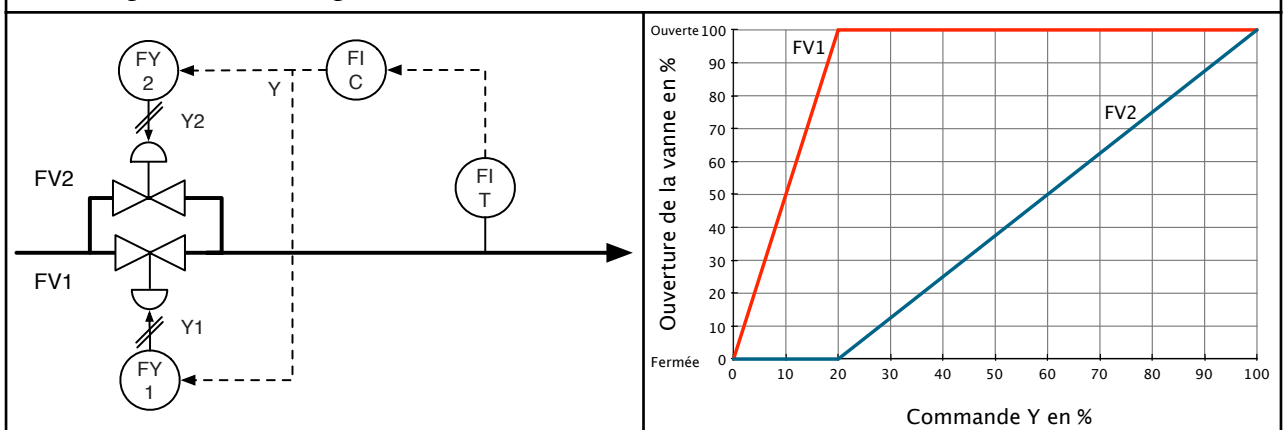 FY
2
Y
FI
C
Y2
FV2
FI
T
FV1
Y1
FY
1
Ouverture de la vanne en %
Ouverte 100
90
80
70
60
50
40
30
20
10
Fermée 0
FV1
FV2
0 10 20 30 40 50 60 70 80 90 100
Commande Y en %